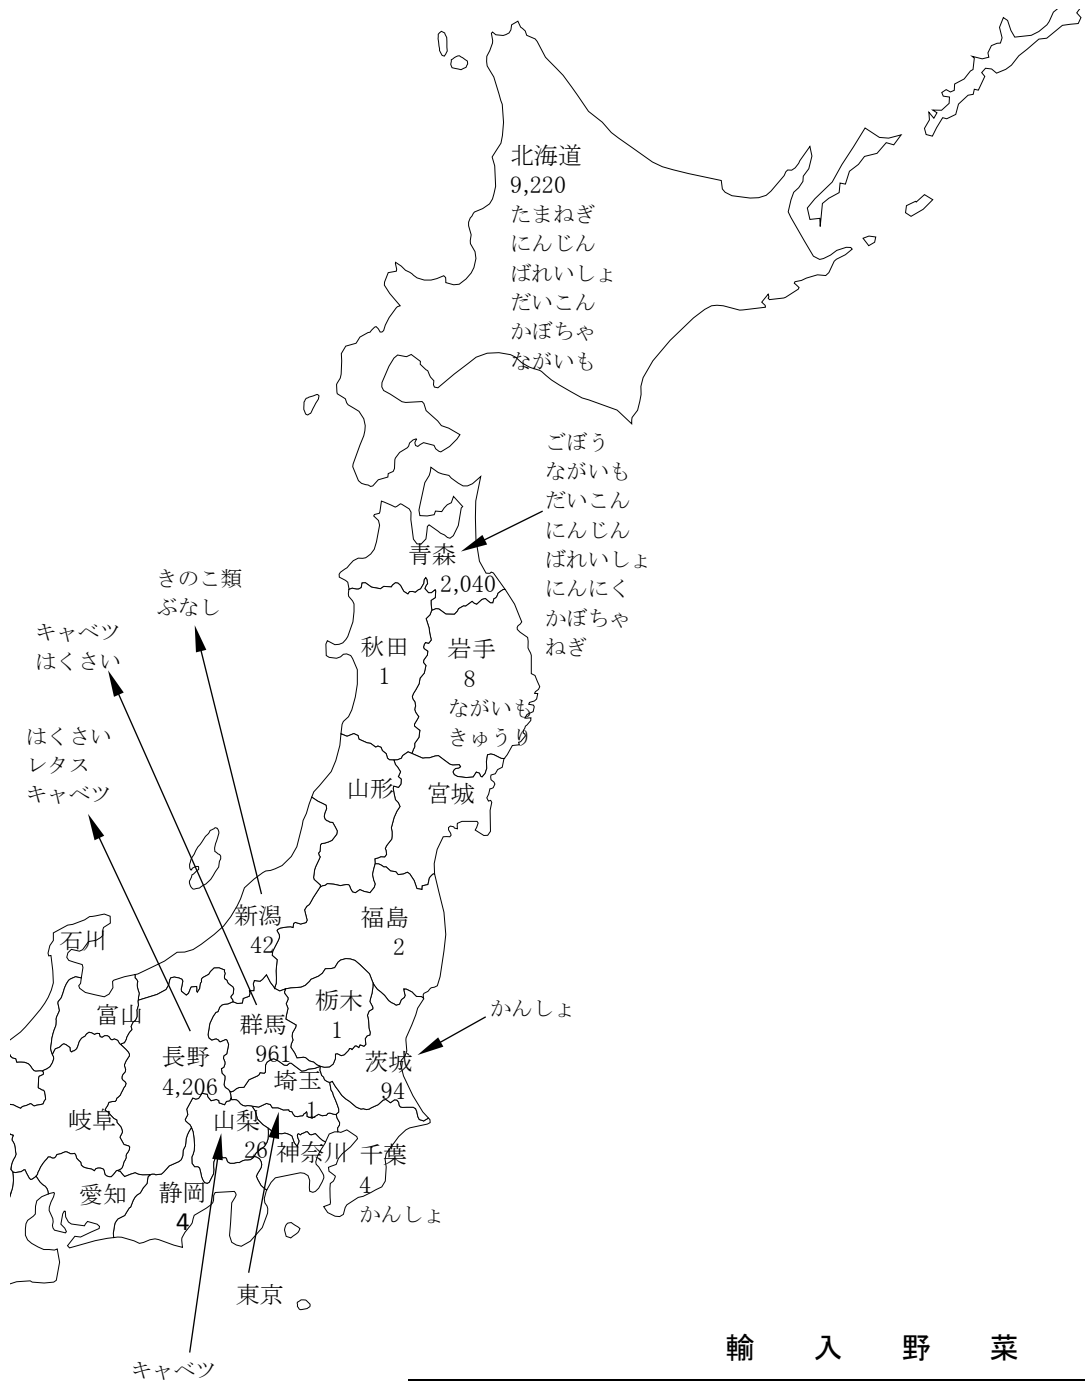 北海道
9,220
たまねぎ
にんじん
ばれいしょ
だいこん
かぼちゃ
ながいも
ごぼう
ながいも
だいこん
にんじん
ばれいしょ
にんにく
かぼちゃ
ねぎ
青森
2,040
きのこ類
ぶなし
キャベツ
はくさい
秋田
1
岩手
8
ながいも
きゅうり
はくさい
レタス
キャベツ
山形
宮城
新潟
42
福島
2
石川
富山
群馬
961
栃木
1
かんしょ
長野
4,206
茨城
94
埼玉
1
岐阜
山梨
26
神奈川
千葉
4
かんしょ
愛知
静岡
4
東京
キャベツ
輸入野菜